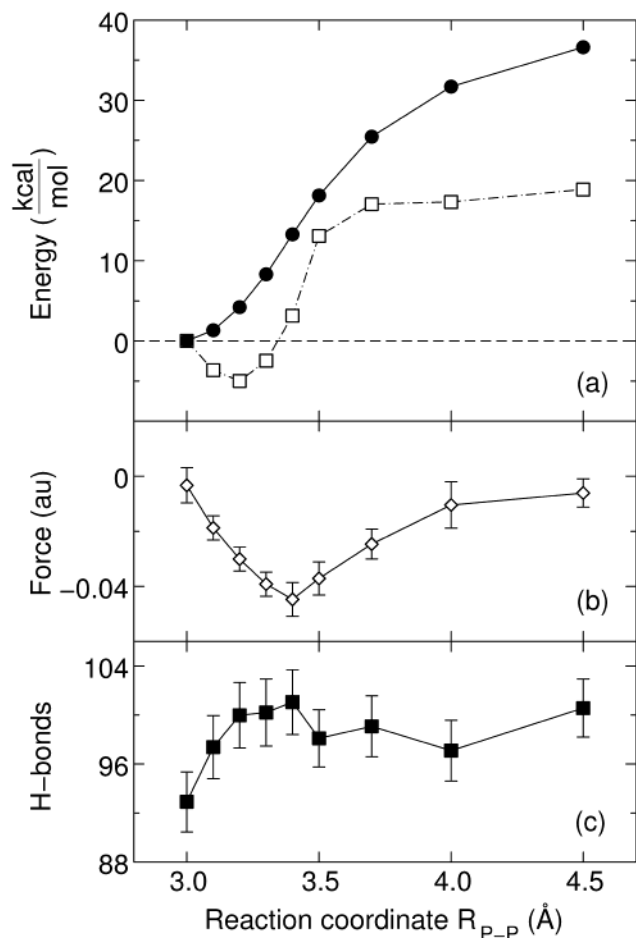 40
30
20
10
0
Energy (kcal/mol)
(a)
0
−0.04
Force (au)
(b)
104
96
88
H−bonds
(c)
3.0 3.5 4.0 4.5
Reaction coordinate R P−P (Å)